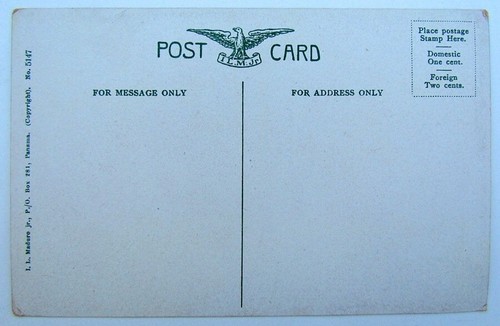 POST CARD
I.L.M. Jr.
Place postage
Stamp Here.
Domestic
One cent.
Foreign
Two cents.
FOR MESSAGE ONLY
FOR ADDRESS ONLY
I. L. Maduro jr., P./O. Box 281, Panama. (Copyright). No. 5147